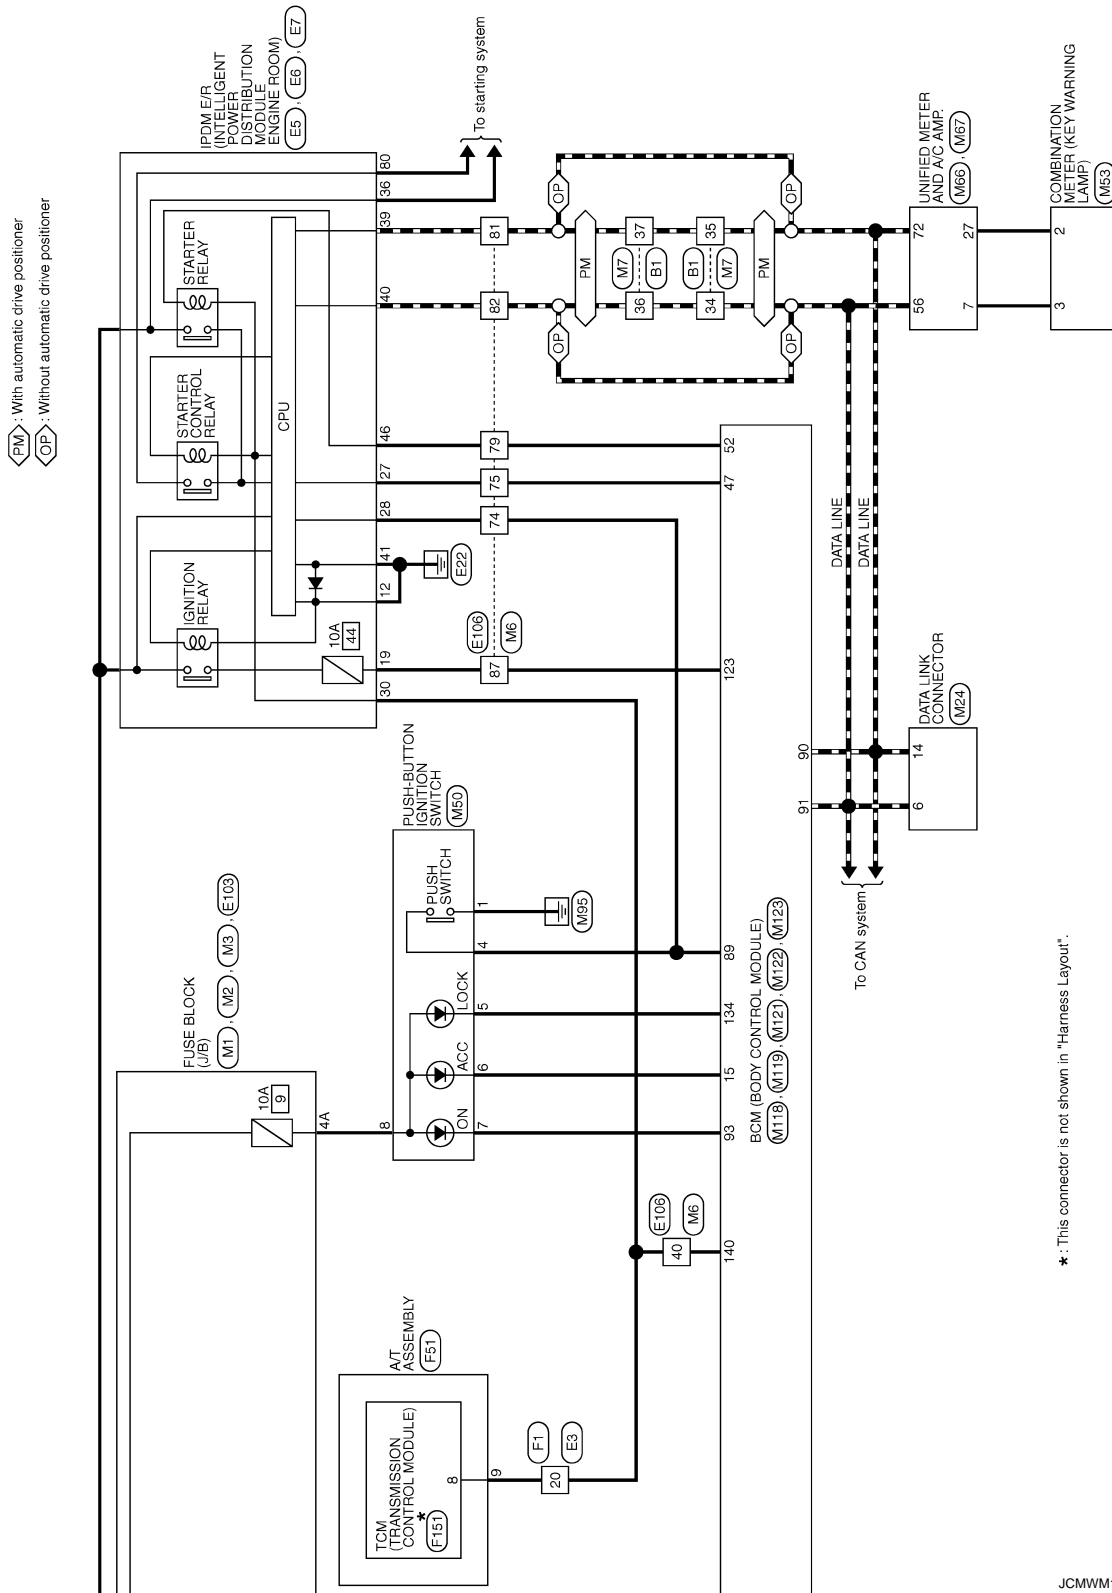 PM : With automatic drive positioner
OP : Without automatic drive positioner
IPDM E/R
(INTELLIGENT
POWER
DISTRIBUTION
MODULE
ENGINE ROOM)
E5 , E6 , E7
To starting system
STARTER
RELAY
STARTER
CONTROL
RELAY
IGNITION
RELAY
CPU
10A
44
80
36
39
40
46
27
28
41
12
19
30
E22
81
82
79
75
74
87
E106
M6
OP
OP
PM
37
36
M7
B1
35
34
B1
M7
PM
OP
OP
UNIFIED METER
AND A/C AMP.
M66 , M67
72
56
27
7
COMBINATION
METER (KEY WARNING
LAMP)
M53
2
3
52
47
123
DATA LINE
DATA LINE
90
91
DATA LINK
CONNECTOR
M24
14
6
To CAN system
PUSH-BUTTON
IGNITION
SWITCH
M50
PUSH
SWITCH
1
4
M95
LOCK
5
ACC
6
ON
7
8
FUSE BLOCK
(J/B)
M1 , M2 , M3 , E103
10A
9
4A
89
134
15
93
140
BCM (BODY CONTROL MODULE)
M118 , M119 , M121 , M122 , M123
E106
M6
40
A/T
ASSEMBLY
F51
TCM
(TRANSMISSION
CONTROL MODULE)
*
F151
8
9
F1
E3
20
* : This connector is not shown in "Harness Layout".